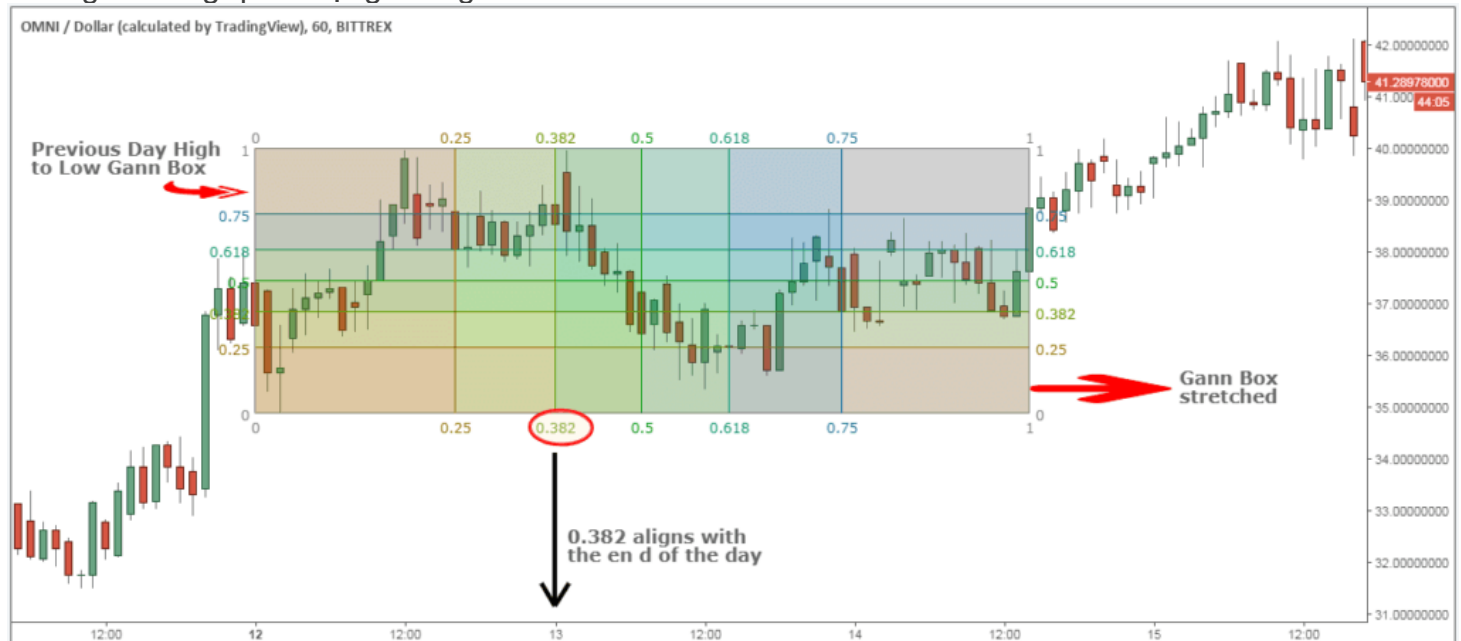 OMNI / Dollar (calculated by TradingView), 60, BITTREX
42.00000000
41.28978000
41.000
44:05
Previous Day High
to Low Gann Box
0 0.25 0.382 0.5 0.618 0.75 1
1 1
40.00000000
0.75
39.00000000
0.618 0.618
38.00000000
0.5
37.00000000
0.382
0.25 0.25
36.00000000
Gann Box
stretched
35.00000000
0 0
0 0.25 0.382 0.5 0.618 0.75 1
34.00000000
33.00000000
0.382 aligns with
the en d of the day
32.00000000
31.00000000
12:00 12 12:00 13 12:00 14 12:00 15 12:00